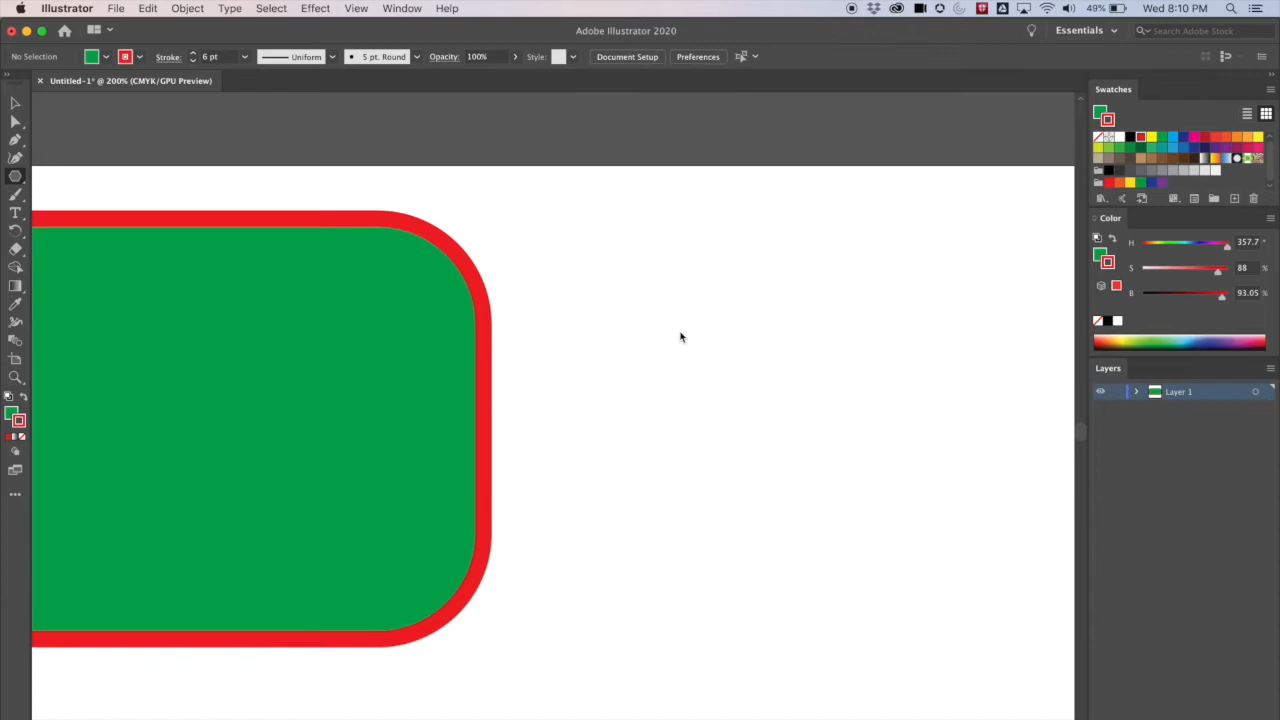 Illustrator File Edit Object Type Select Effect View Window Help 49% Wed 8:10 PM
Adobe Illustrator 2020 Essentials Search Adobe Stock
No Selection Stroke: 6 pt Uniform 5 pt. Round Opacity: 100% Style: Document Setup Preferences
× Untitled-1* @ 200% (CMYK/GPU Preview)
Swatches
Color
H 357.7 °
S 88 %
B 93.05 %
Layers
Layer 1